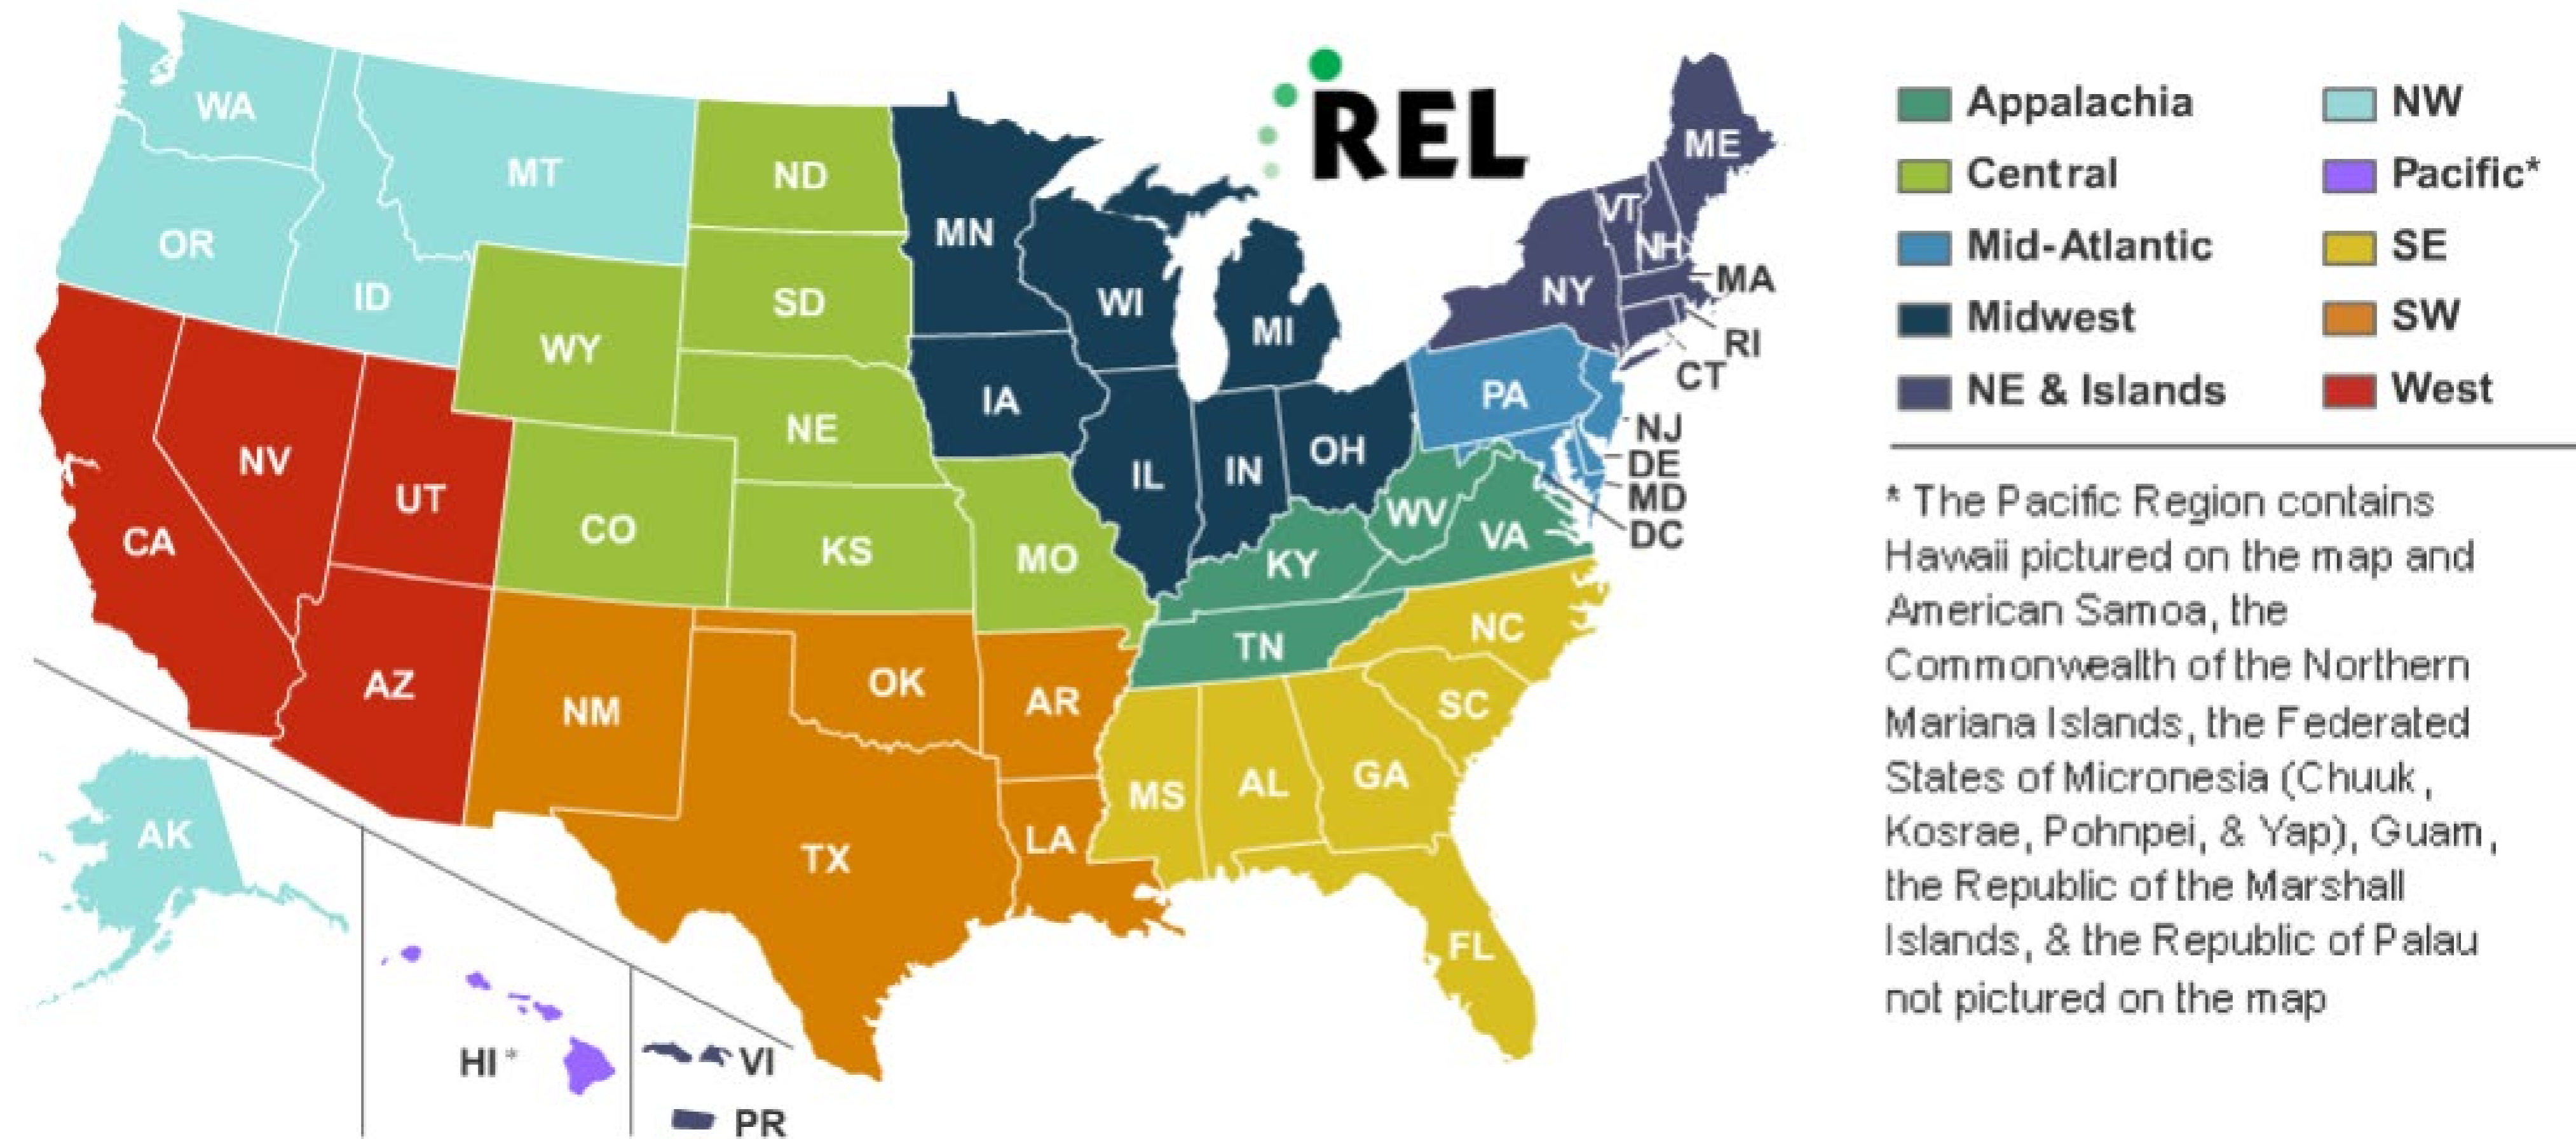 REL
WA
MT
ND
MN
ME
VT
NH
OR
ID
WY
SD
WI
MI
NY
MA
RI
CT
NV
UT
CA
NE
IA
IL
IN
OH
PA
NJ
DE
MD
DC
CO
KS
MO
KY
WV
VA
AZ
NM
OK
AR
TN
NC
SC
TX
LA
MS
AL
GA
FL
AK
HI *
VI
PR
Appalachia
Central
Mid-Atlantic
Midwest
NE & Islands
NW
Pacific*
SE
SW
West
* The Pacific Region contains
Hawaii pictured on the map and
American Samoa, the
Commonwealth of the Northern
Mariana Islands, the Federated
States of Micronesia (Chuuk,
Kosrae, Pohnpei, & Yap), Guam,
the Republic of the Marshall
Islands, & the Republic of Palau
not pictured on the map